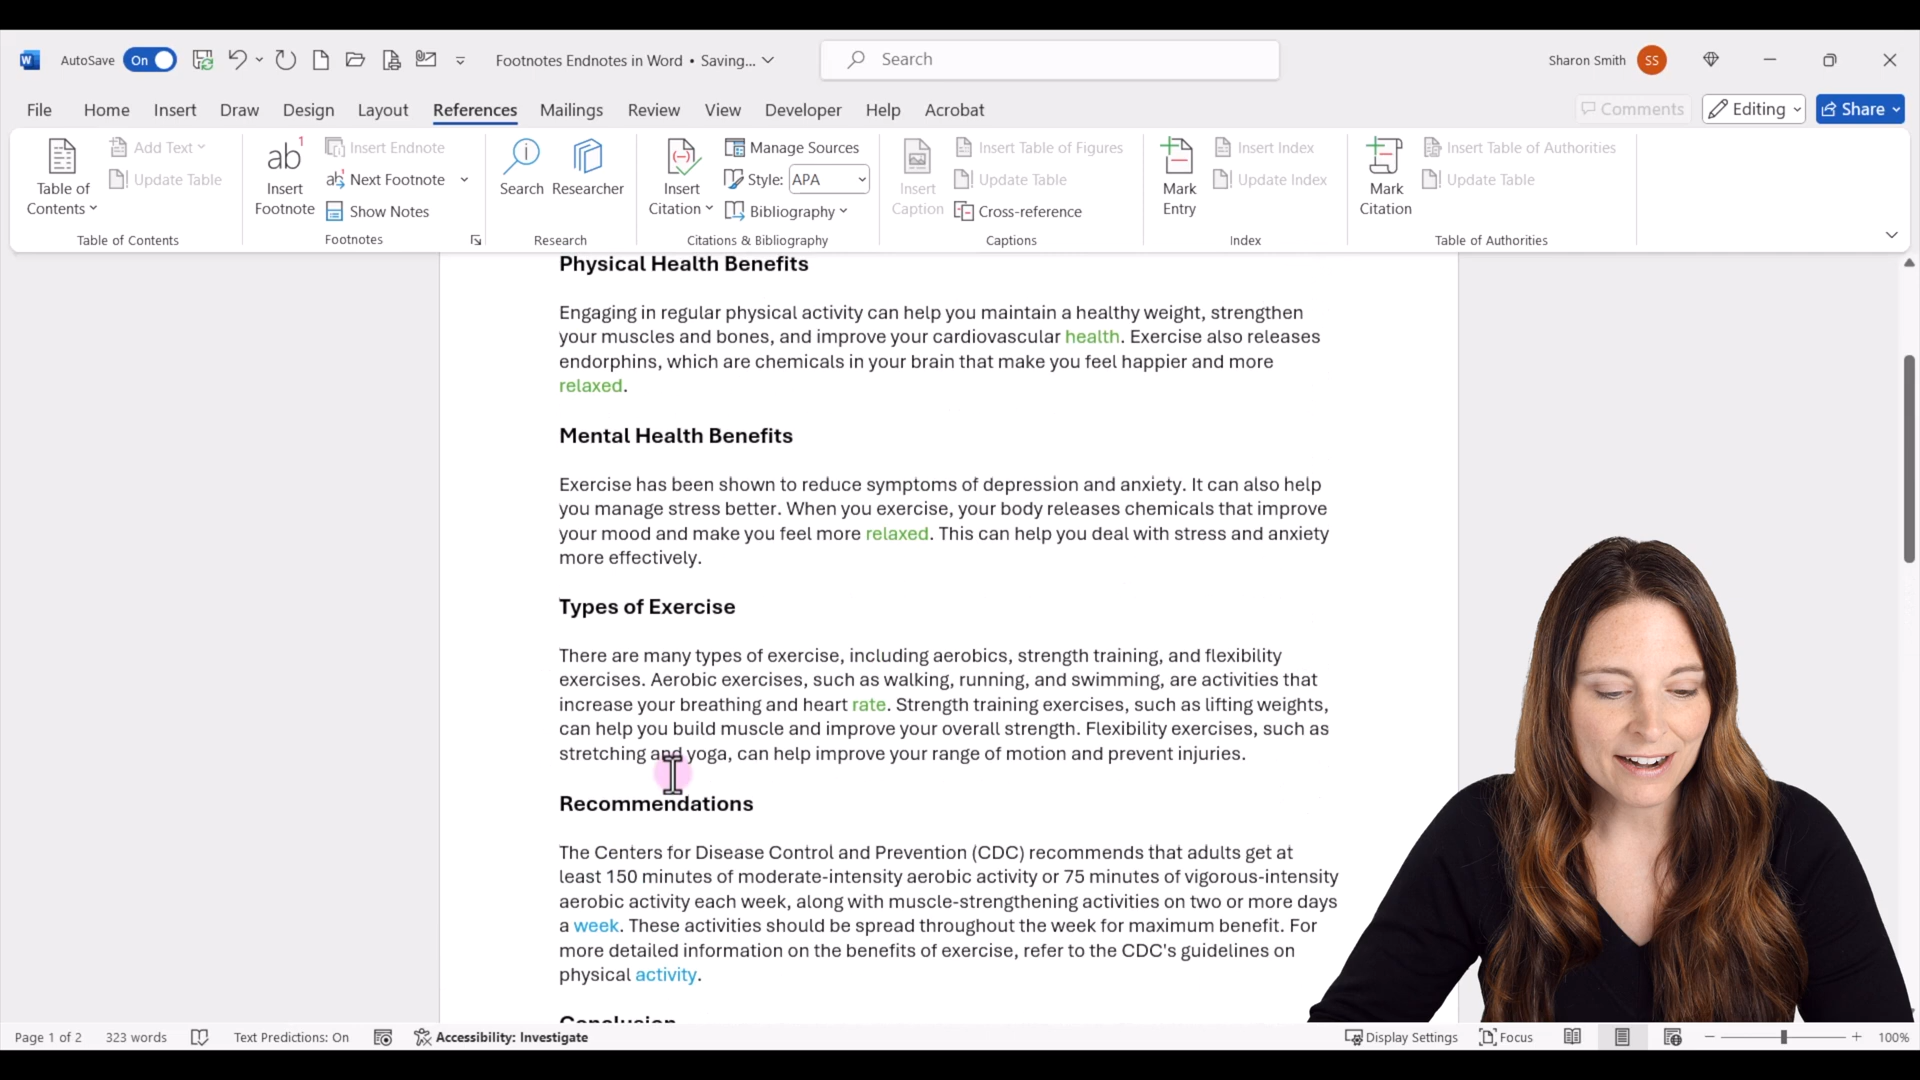 AutoSave On Footnotes Endnotes in Word • Saving... Search Sharon Smith SS
File Home Insert Draw Design Layout References Mailings Review View Developer Help Acrobat Comments Editing Share
Table of Contents
Add Text
Update Table
Table of Contents
ab1 Insert Footnote
Insert Endnote
Next Footnote
Show Notes
Footnotes
Search
Researcher
Research
Insert Citation
Manage Sources
Style: APA
Bibliography
Citations & Bibliography
Insert Caption
Insert Table of Figures
Update Table
Cross-reference
Captions
Mark Entry
Insert Index
Update Index
Index
Mark Citation
Insert Table of Authorities
Update Table
Table of Authorities
Physical Health Benefits
Engaging in regular physical activity can help you maintain a healthy weight, strengthen
your muscles and bones, and improve your cardiovascular health. Exercise also releases
endorphins, which are chemicals in your brain that make you feel happier and more
relaxed.
Mental Health Benefits
Exercise has been shown to reduce symptoms of depression and anxiety. It can also help
you manage stress better. When you exercise, your body releases chemicals that improve
your mood and make you feel more relaxed. This can help you deal with stress and anxiety
more effectively.
Types of Exercise
There are many types of exercise, including aerobics, strength training, and flexibility
exercises. Aerobic exercises, such as walking, running, and swimming, are activities that
increase your breathing and heart rate. Strength training exercises, such as lifting weights,
can help you build muscle and improve your overall strength. Flexibility exercises, such as
stretching and yoga, can help improve your range of motion and prevent injuries.
Recommendations
The Centers for Disease Control and Prevention (CDC) recommends that adults get at
least 150 minutes of moderate-intensity aerobic activity or 75 minutes of vigorous-intensity
aerobic activity each week, along with muscle-strengthening activities on two or more days
a week. These activities should be spread throughout the week for maximum benefit. For
more detailed information on the benefits of exercise, refer to the CDC's guidelines on
physical activity.
Conclusion
Page 1 of 2 323 words Text Predictions: On Accessibility: Investigate Display Settings Focus 100%